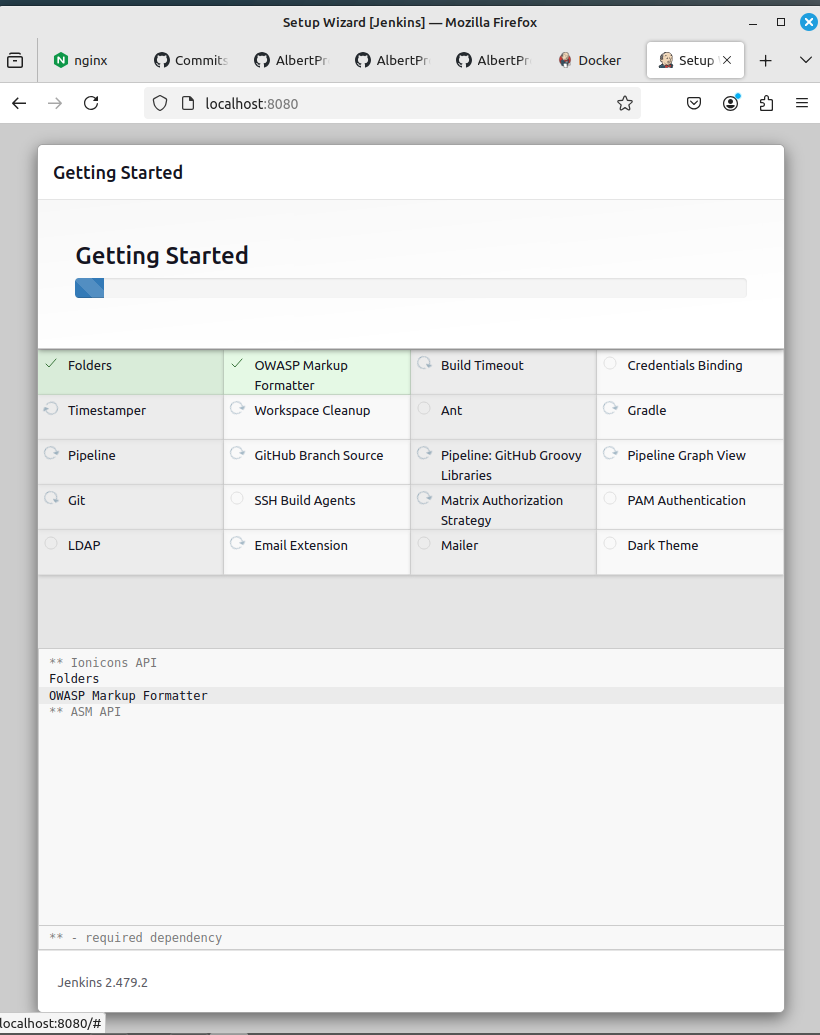 Setup Wizard [Jenkins] — Mozilla Firefox
nginx
Commits
AlbertPr
AlbertPr
AlbertPr
Docker
Setup
localhost:8080
Getting Started
Getting Started
Folders
OWASP Markup
Formatter
Build Timeout
Credentials Binding
Timestamper
Workspace Cleanup
Ant
Gradle
Pipeline
GitHub Branch Source
Pipeline: GitHub Groovy
Libraries
Pipeline Graph View
Git
SSH Build Agents
Matrix Authorization
Strategy
PAM Authentication
LDAP
Email Extension
Mailer
Dark Theme
** Ionicons API
Folders
OWASP Markup Formatter
** ASM API
** - required dependency
Jenkins 2.479.2
localhost:8080/#